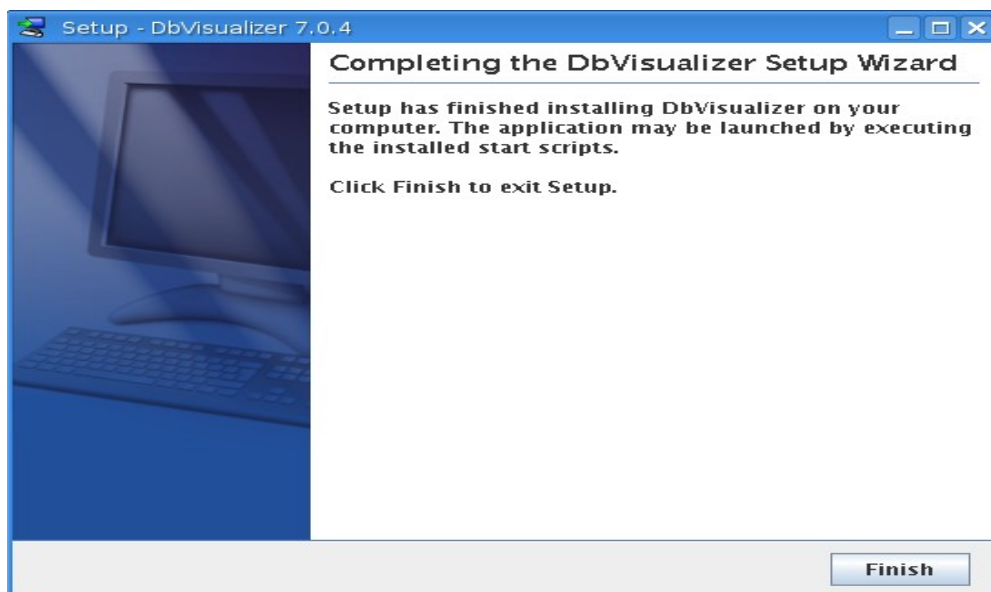 Setup - DbVisualizer 7.0.4
Completing the DbVisualizer Setup Wizard
Setup has finished installing DbVisualizer on your
computer. The application may be launched by executing
the installed start scripts.
Click Finish to exit Setup.
Finish